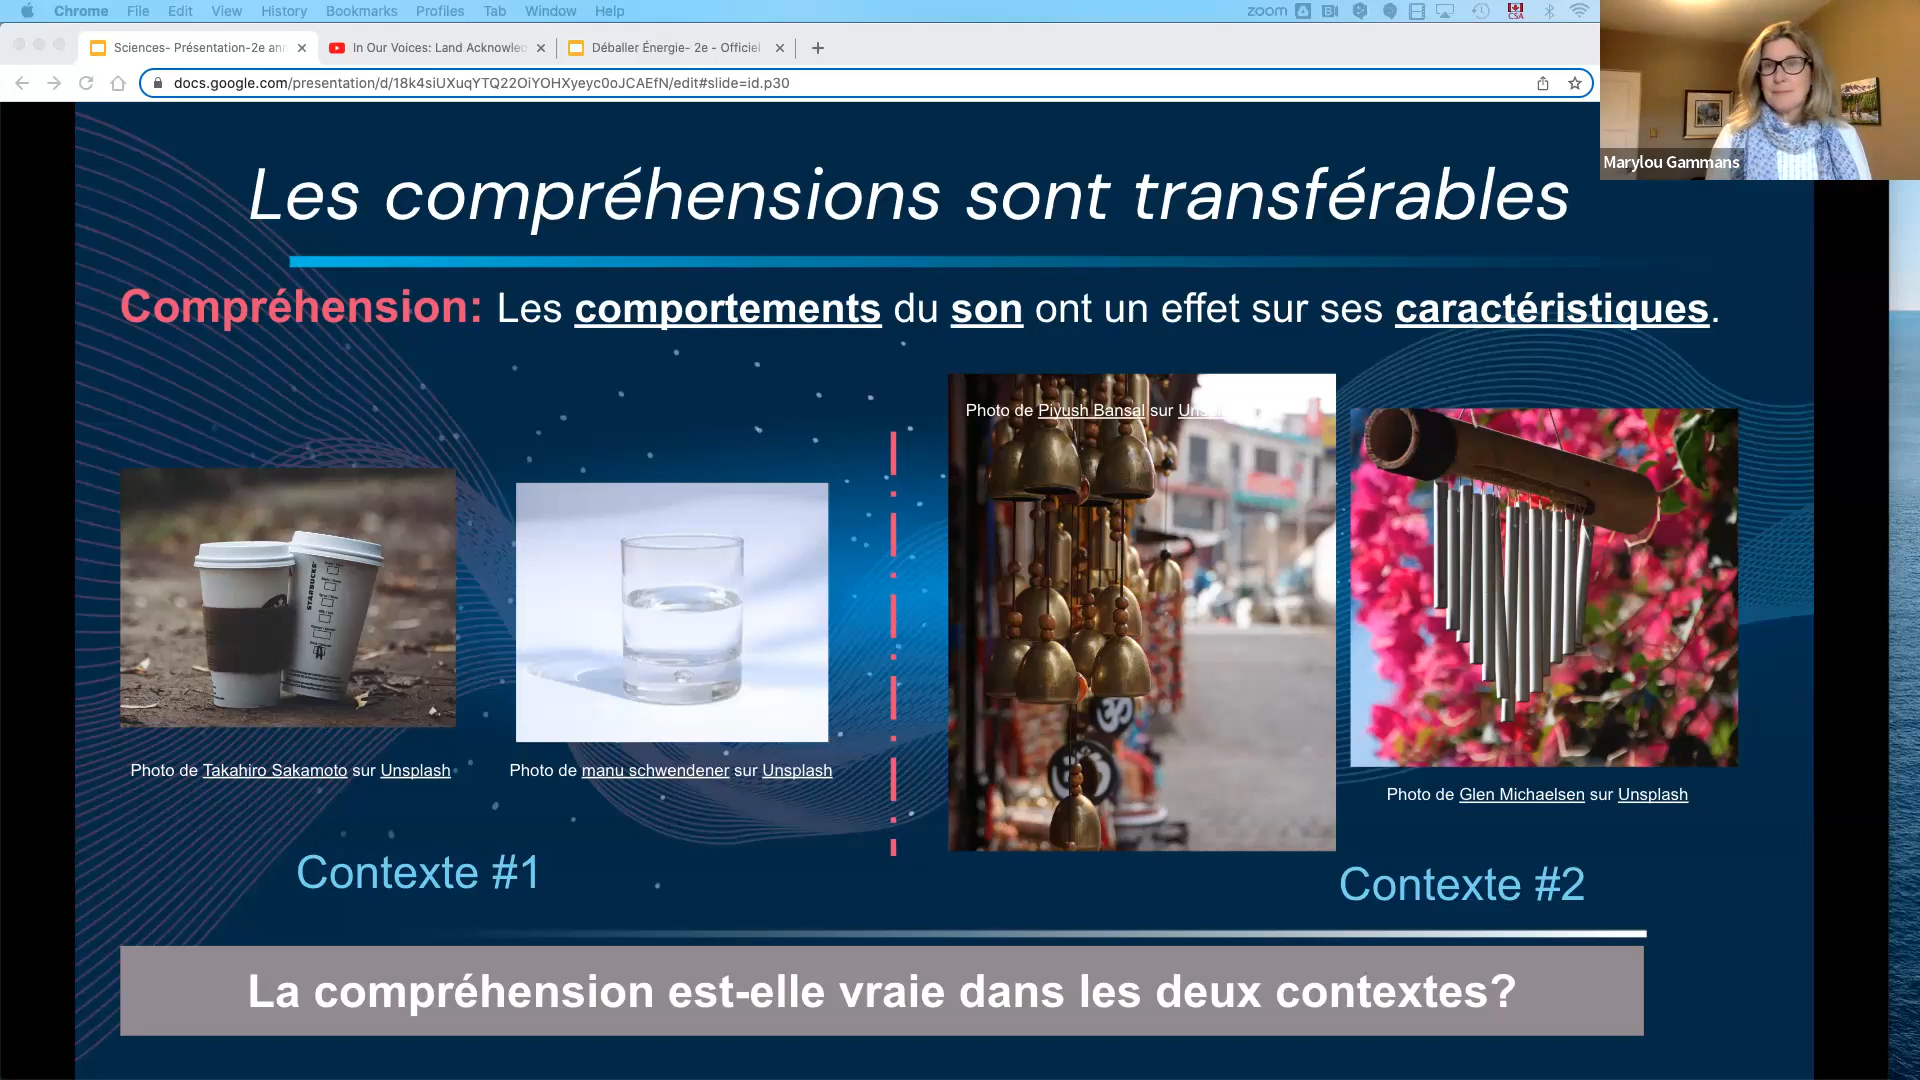 Chrome File Edit View History Bookmarks Profiles Tab Window Help
zoom
CSA
Sciences- Présentation-2e ani
In Our Voices: Land Acknowled
Déballer Énergie- 2e - Officiel
docs.google.com/presentation/d/18k4siUXuqYTQ22OiYOHXyeyc0oJCAEfN/edit#slide=id.p30
Marylou Gammans
Les compréhensions sont transférables
Compréhension: Les comportements du son ont un effet sur ses caractéristiques.
Photo de Piyush Bansal sur
STARBUCKS
Photo de Takahiro Sakamoto sur Unsplash
Photo de manu schwendener sur Unsplash
Photo de Glen Michaelsen sur Unsplash
Contexte #1
Contexte #2
La compréhension est-elle vraie dans les deux contextes?